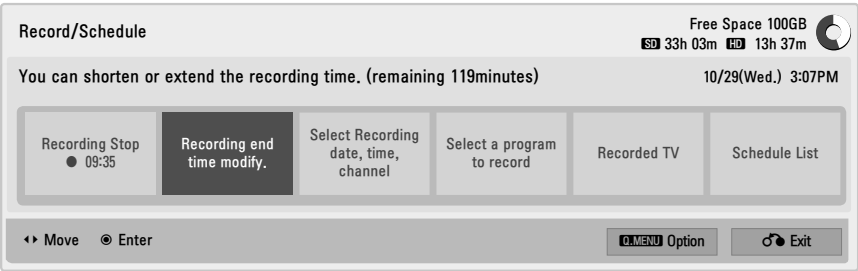 Record/Schedule
Free Space 100GB
SD 33h 03m HD 13h 37m
You can shorten or extend the recording time. (remaining 119minutes)
10/29(Wed.) 3:07PM
Recording Stop
● 09:35
Recording end
time modify.
Select Recording
date, time,
channel
Select a program
to record
Recorded TV
Schedule List
Move
Enter
Q.MENU Option
Exit